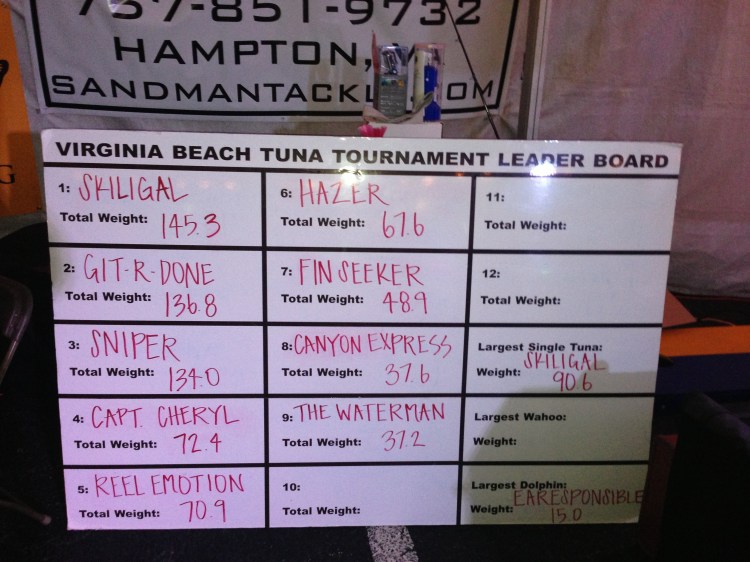 757-851-9732
HAMPTON,
SANDMANTACKL .COM
G
VIRGINIA BEACH TUNA TOURNAMENT LEADER BOARD
1: SKILIGAL
Total Weight: 145.3
2: GIT-R-DONE
Total Weight: 136.8
3: SNIPER
Total Weight: 134.0
4: CAPT. CHERYL
Total Weight: 72.4
5: REEL EMOTION
Total Weight: 70.9
6: HAZER
Total Weight: 67.6
7: FIN SEEKER
Total Weight: 48.9
8: CANYON EXPRESS
Total Weight: 37.6
9: THE WATERMAN
Total Weight: 37.2
10:
Total Weight:
11:
Total Weight:
12:
Total Weight:
Largest Single Tuna:
SKILIGAL
Weight: 90.6
Largest Wahoo:
Weight:
Largest Dolphin:
EARESPONSIBLE
Weight: 15.0